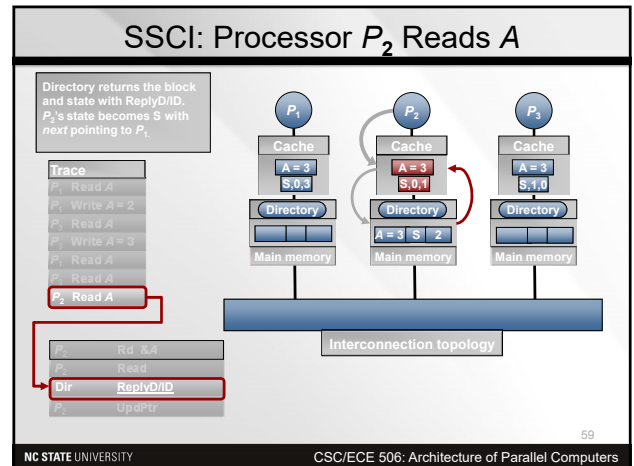 SSCI: Processor P2 Reads A
Directory returns the block
and state with ReplyD/ID.
P2's state becomes S with
next pointing to P1.
Trace
P1 Read A
P1 Write A = 2
P3 Read A
P3 Write A = 3
P1 Read A
P3 Read A
P2 Read A
P2 Rd &A
P2 Read
Dir ReplyD/ID
P2 UpdPtr
P1
Cache
A = 3
S,0,3
Directory
Main memory
P2
Cache
A = 3
S,0,1
Directory
A = 3 S 2
Main memory
P3
Cache
A = 3
S,1,0
Directory
Main memory
Interconnection topology
59
NC STATE UNIVERSITY
CSC/ECE 506: Architecture of Parallel Computers